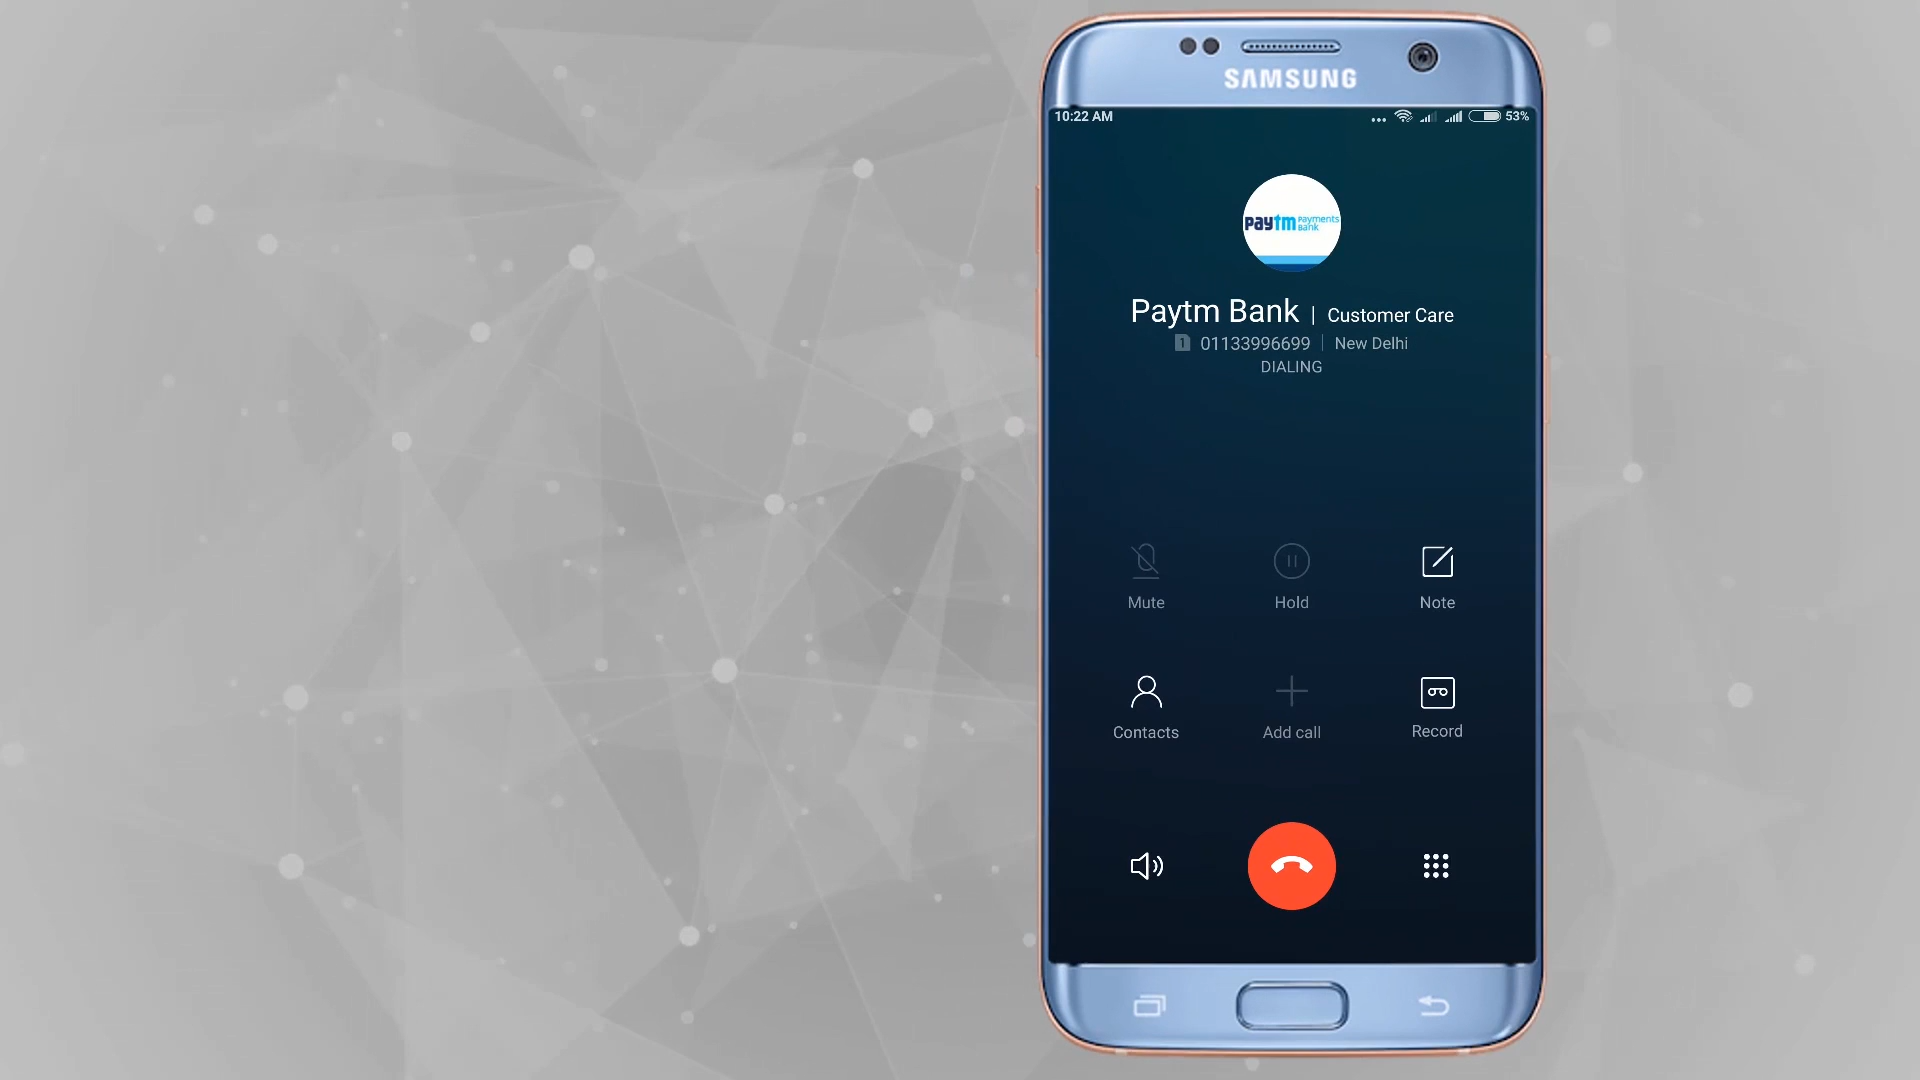 SAMSUNG
10:22 AM 53%
paytm Payments Bank
Paytm Bank | Customer Care
1 01133996699 | New Delhi
DIALING
Mute Hold Note
Contacts Add call Record